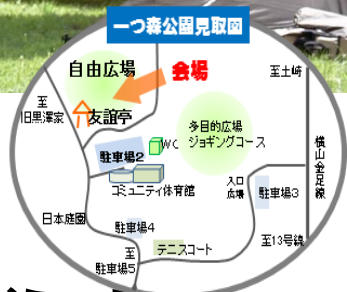 一つ森公園見取図
自由広場
会場
至土崎
至
旧黒澤家
友誼亭
多目的広場
ジョギングコース
WC
駐車場2
コミュニティ体育館
入口
広場
駐車場3
横山金足線
日本庭園
駐車場4
テニスコート
至13号線
至
駐車場5